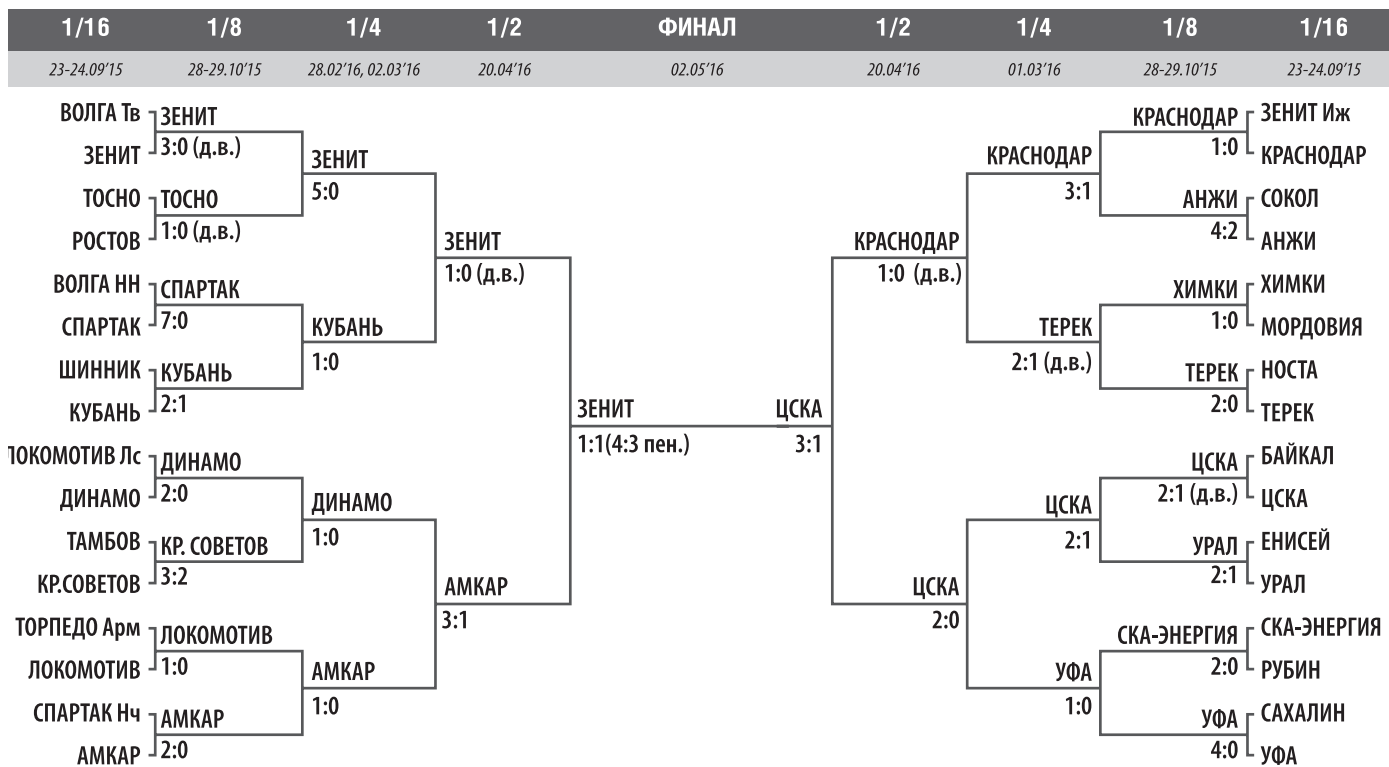 1/16 1/8 1/4 1/2 ФИНАЛ 1/2 1/4 1/8 1/16
23-24.09'15 28-29.10'15 28.02'16, 02.03'16 20.04'16 02.05'16 20.04'16 01.03'16 28-29.10'15 23-24.09'15
ВОЛГА Тв
ЗЕНИТ
ТОСНО
РОСТОВ
ВОЛГА НН
СПАРТАК
ШИННИК
КУБАНЬ
ЛОКОМОТИВ Лс
ДИНАМО
ТАМБОВ
КР.СОВЕТОВ
ТОРПЕДО Арм
ЛОКОМОТИВ
СПАРТАК Нч
АМКАР
ЗЕНИТ
3:0 (д.в.)
ТОСНО
1:0 (д.в.)
СПАРТАК
7:0
КУБАНЬ
2:1
ДИНАМО
2:0
КР. СОВЕТОВ
3:2
ЛОКОМОТИВ
1:0
АМКАР
2:0
ЗЕНИТ
5:0
КУБАНЬ
1:0
ДИНАМО
1:0
АМКАР
1:0
ЗЕНИТ
1:0 (д.в.)
АМКАР
3:1
ЗЕНИТ
1:1(4:3 пен.)
ЦСКА
3:1
КРАСНОДАР
1:0 (д.в.)
ЦСКА
2:0
КРАСНОДАР
3:1
ТЕРЕК
2:1 (д.в.)
ЦСКА
2:1
УФА
1:0
КРАСНОДАР
1:0
АНЖИ
4:2
ХИМКИ
1:0
ТЕРЕК
2:0
ЦСКА
2:1 (д.в.)
УРАЛ
2:1
СКА-ЭНЕРГИЯ
2:0
УФА
4:0
ЗЕНИТ Иж
КРАСНОДАР
СОКОЛ
АНЖИ
ХИМКИ
МОРДОВИЯ
НОСТА
ТЕРЕК
БАЙКАЛ
ЦСКА
ЕНИСЕЙ
УРАЛ
СКА-ЭНЕРГИЯ
РУБИН
САХАЛИН
УФА